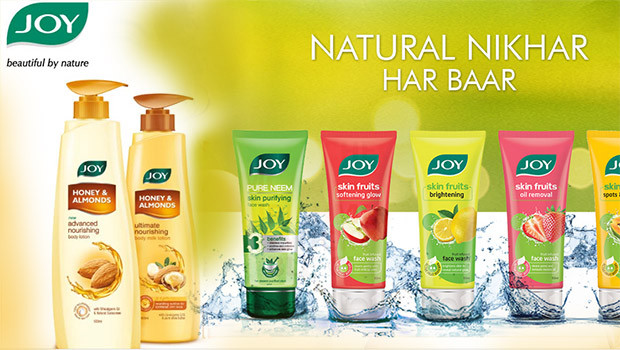 JOY
beautiful by nature
NATURAL NIKHAR
HAR BAAR
JOY
HONEY &
ALMONDS
advanced
nourishing
body lotion
JOY
HONEY &
ALMONDS
ultimate
nourishing
body milk lotion
JOY
PURE NEEM
skin purifying
face wash
3
benefits
JOY
skin fruits
softening glow
face wash
JOY
skin fruits
brightening
face wash
JOY
skin fruits
oil removal
face wash
skin
spots